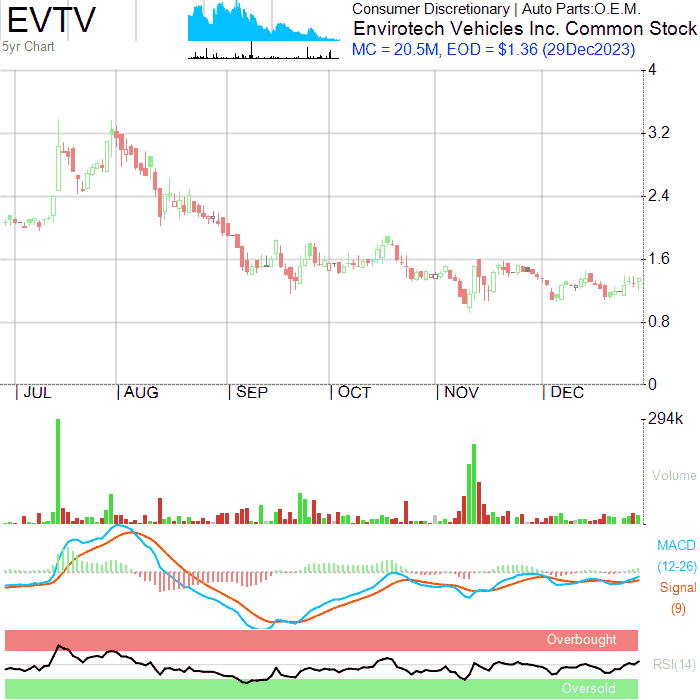 EVTV
5yr Chart
Consumer Discretionary | Auto Parts:O.E.M.
Envirotech Vehicles Inc. Common Stock
MC = 20.5M, EOD = $1.36 (29Dec2023)
4
3.2
2.4
1.6
0.8
0
JUL AUG SEP OCT NOV DEC
294k
Volume
MACD
(12-26)
Signal
(9)
Overbought
RSI(14)
Oversold